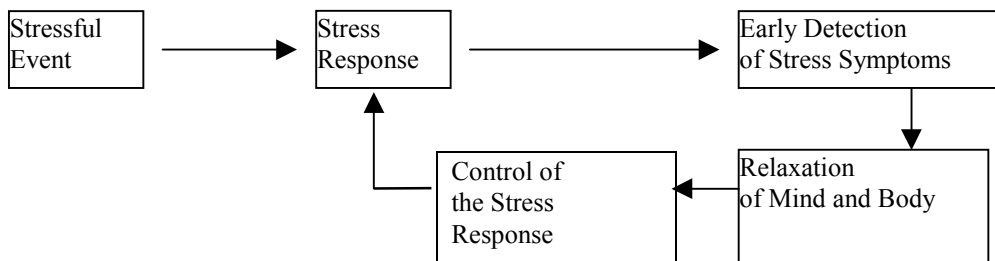 Stressful
Event
Stress
Response
Early Detection
of Stress Symptoms
Relaxation
of Mind and Body
Control of
the Stress
Response